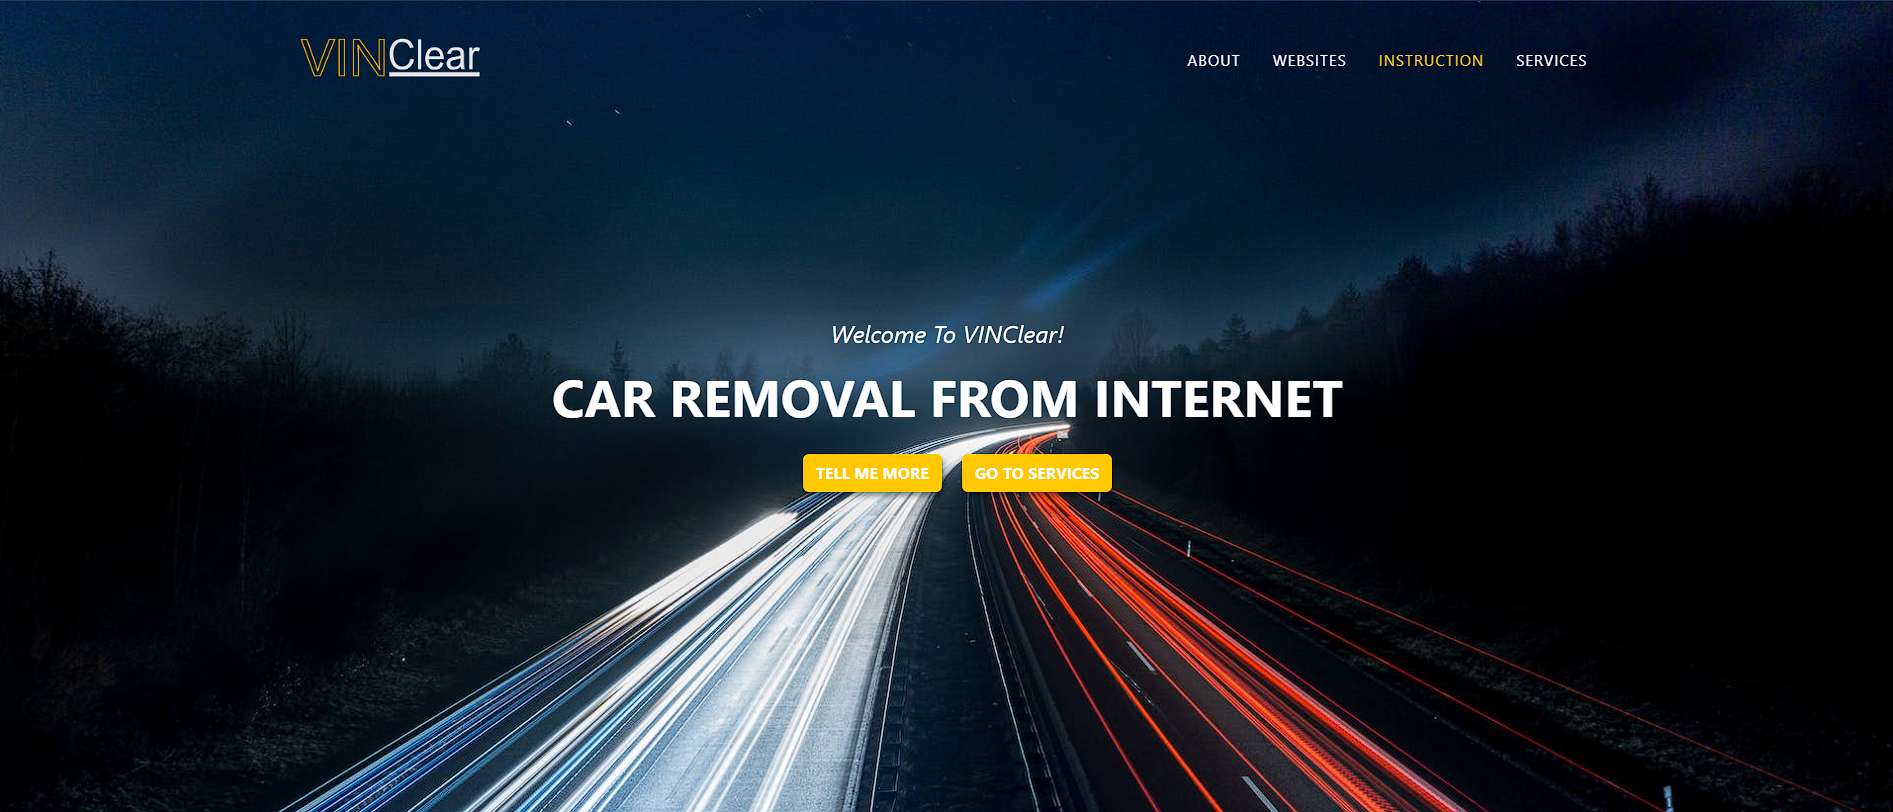 VINClear
ABOUT WEBSITES INSTRUCTION SERVICES
Welcome To VINClear!
CAR REMOVAL FROM INTERNET
TELL ME MORE GO TO SERVICES